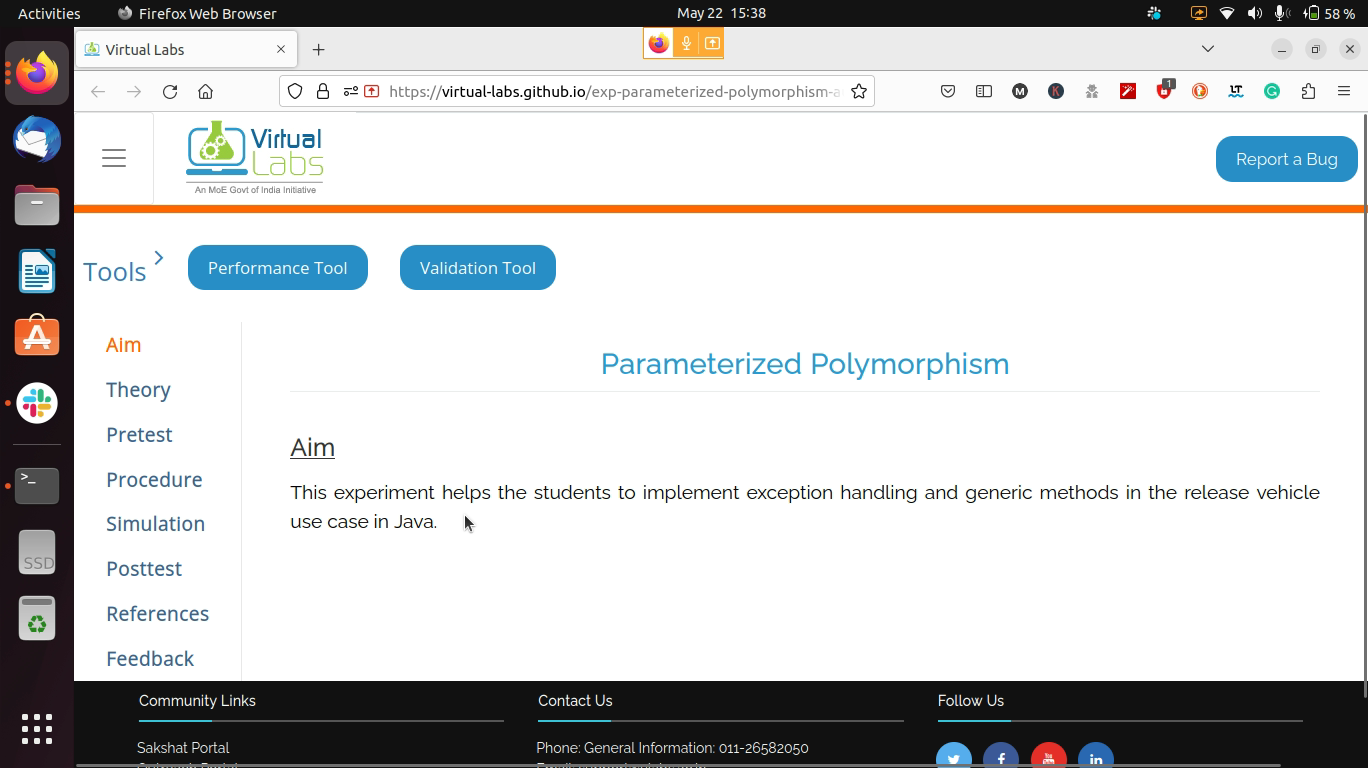 Activities
Firefox Web Browser
May 22 15:38
58 %
Virtual Labs
https://virtual-labs.github.io/exp-parameterized-polymorphism-a
1
Virtual
Labs
An MoE Govt of India Initiative
Report a Bug
Tools
Performance Tool
Validation Tool
Aim
Theory
Pretest
Procedure
Simulation
Posttest
References
Feedback
Parameterized Polymorphism
Aim
This experiment helps the students to implement exception handling and generic methods in the release vehicle
use case in Java.
SSD
Community Links
Sakshat Portal
Contact Us
Phone: General Information: 011-26582050
Follow Us